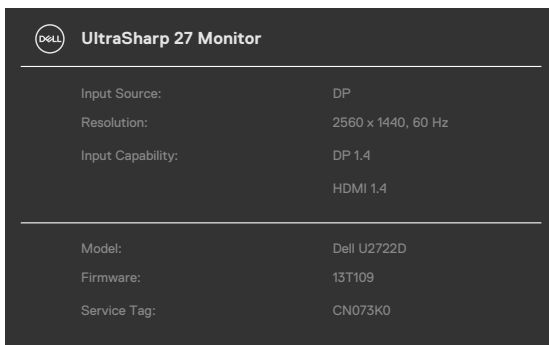 DELL UltraSharp 27 Monitor
Input Source: DP
Resolution: 2560 x 1440, 60 Hz
Input Capability: DP 1.4
HDMI 1.4
Model: Dell U2722D
Firmware: 13T109
Service Tag: CN073K0